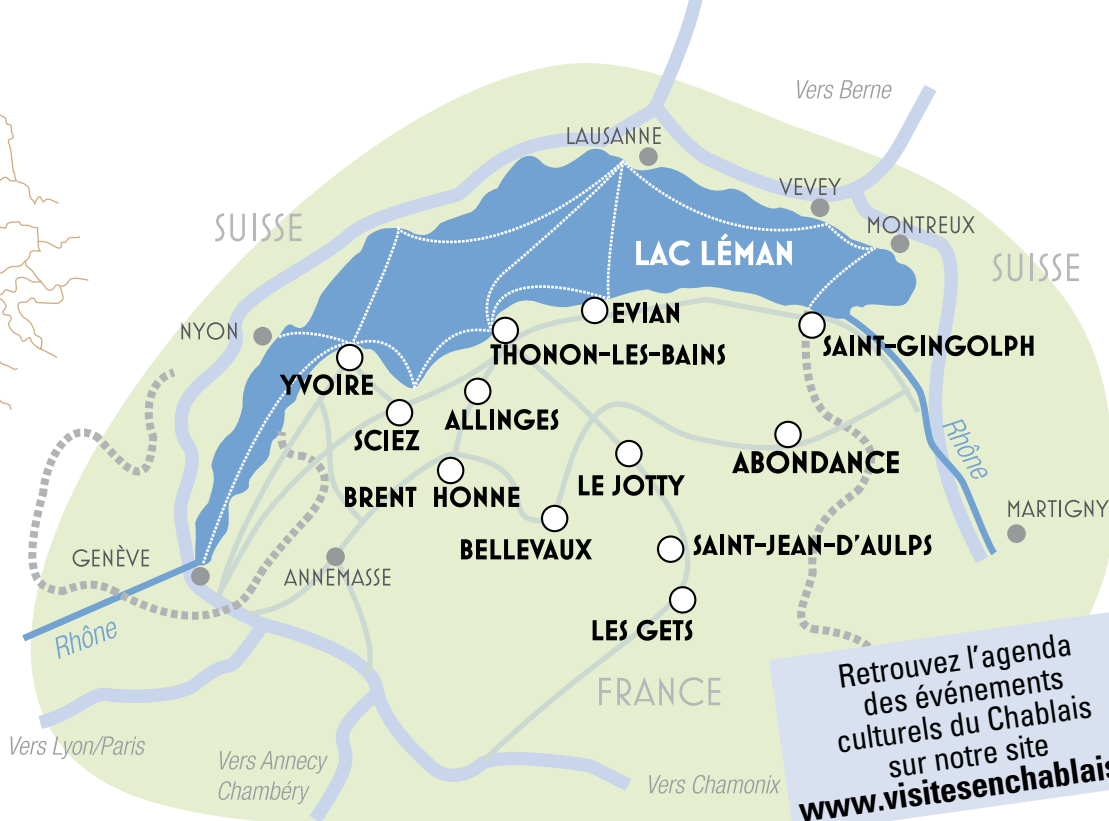 Vers Berne
LAUSANNE
VEVEY
SUISSE
MONTREUX
LAC LÉMAN
SUISSE
EVIAN
NYON
THONON-LES-BAINS
SAINT-GINGOLPH
YVOIRE
ALLINGES
SCIEZ
ABONDANCE
Rhône
LE JOTTY
BRENT HONNE
MARTIGNY
BELLEVAUX
SAINT-JEAN-D'AULPS
GENÈVE
ANNEMASSE
Rhône
LES GETS
FRANCE
Vers Lyon/Paris
Vers Annecy
Chambéry
Vers Chamonix
Retrouvez l'agenda
des événements
culturels du Chablais
sur notre site
www.visitesenchablais